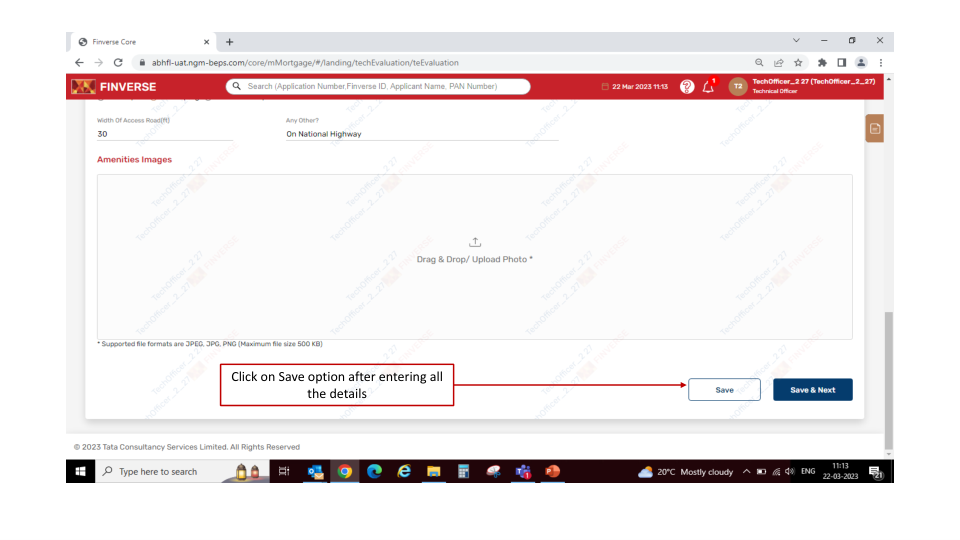 Finverse Core
abhfl-uat.ngm-beps.com/core/mMortgage/#/landing/techEvaluation/teEvaluation
FINVERSE
Search (Application Number,Finverse ID, Applicant Name, PAN Number)
22 Mar 2023 11:13
1
T2
TechOfficer_2 27 (TechOfficer_2_27)
Technical Officer
Width Of Access Road(ft)
Any Other?
30
On National Highway
Amenities Images
Drag & Drop/ Upload Photo *
* Supported file formats are JPEG, JPG, PNG (Maximum file size 500 KB)
Click on Save option after entering all
the details
Save
Save & Next
© 2023 Tata Consultancy Services Limited. All Rights Reserved
Type here to search
20°C Mostly cloudy
ENG
11:13
22-03-2023
21